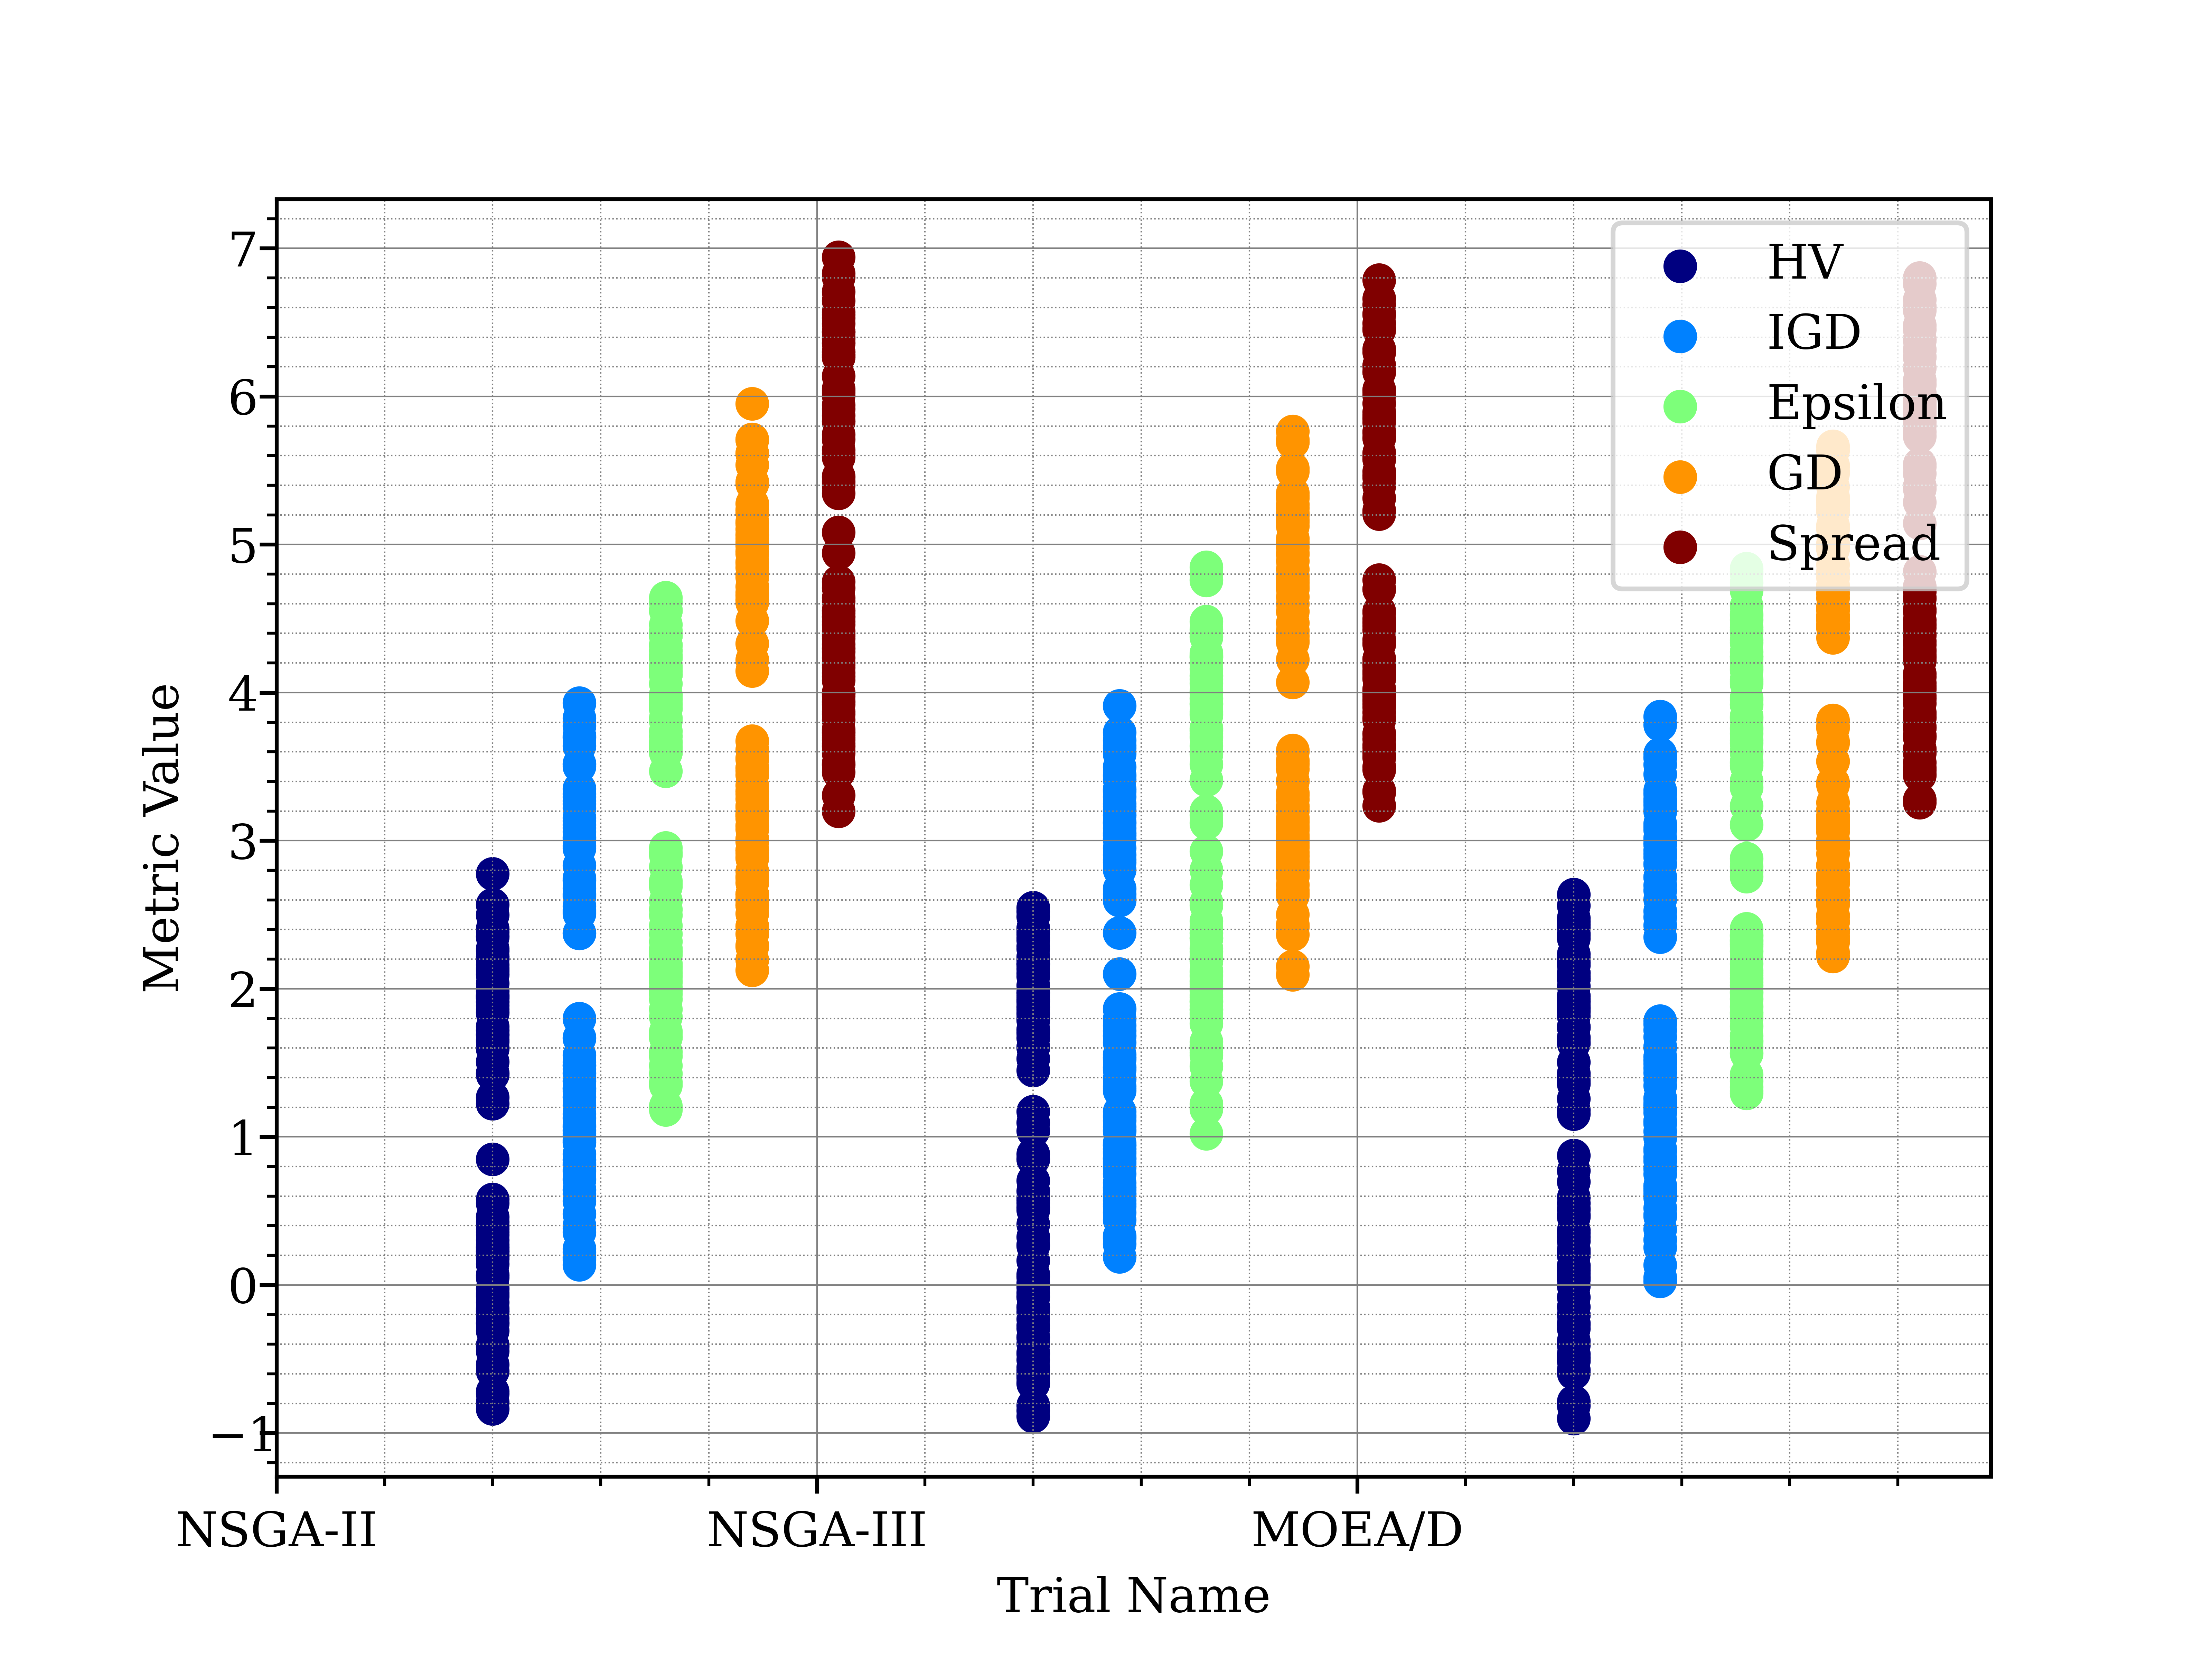 7
6
5
4
3
2
1
0
−1
Metric Value
HV
IGD
Epsilon
GD
Spread
NSGA-II NSGA-III MOEA/D
Trial Name